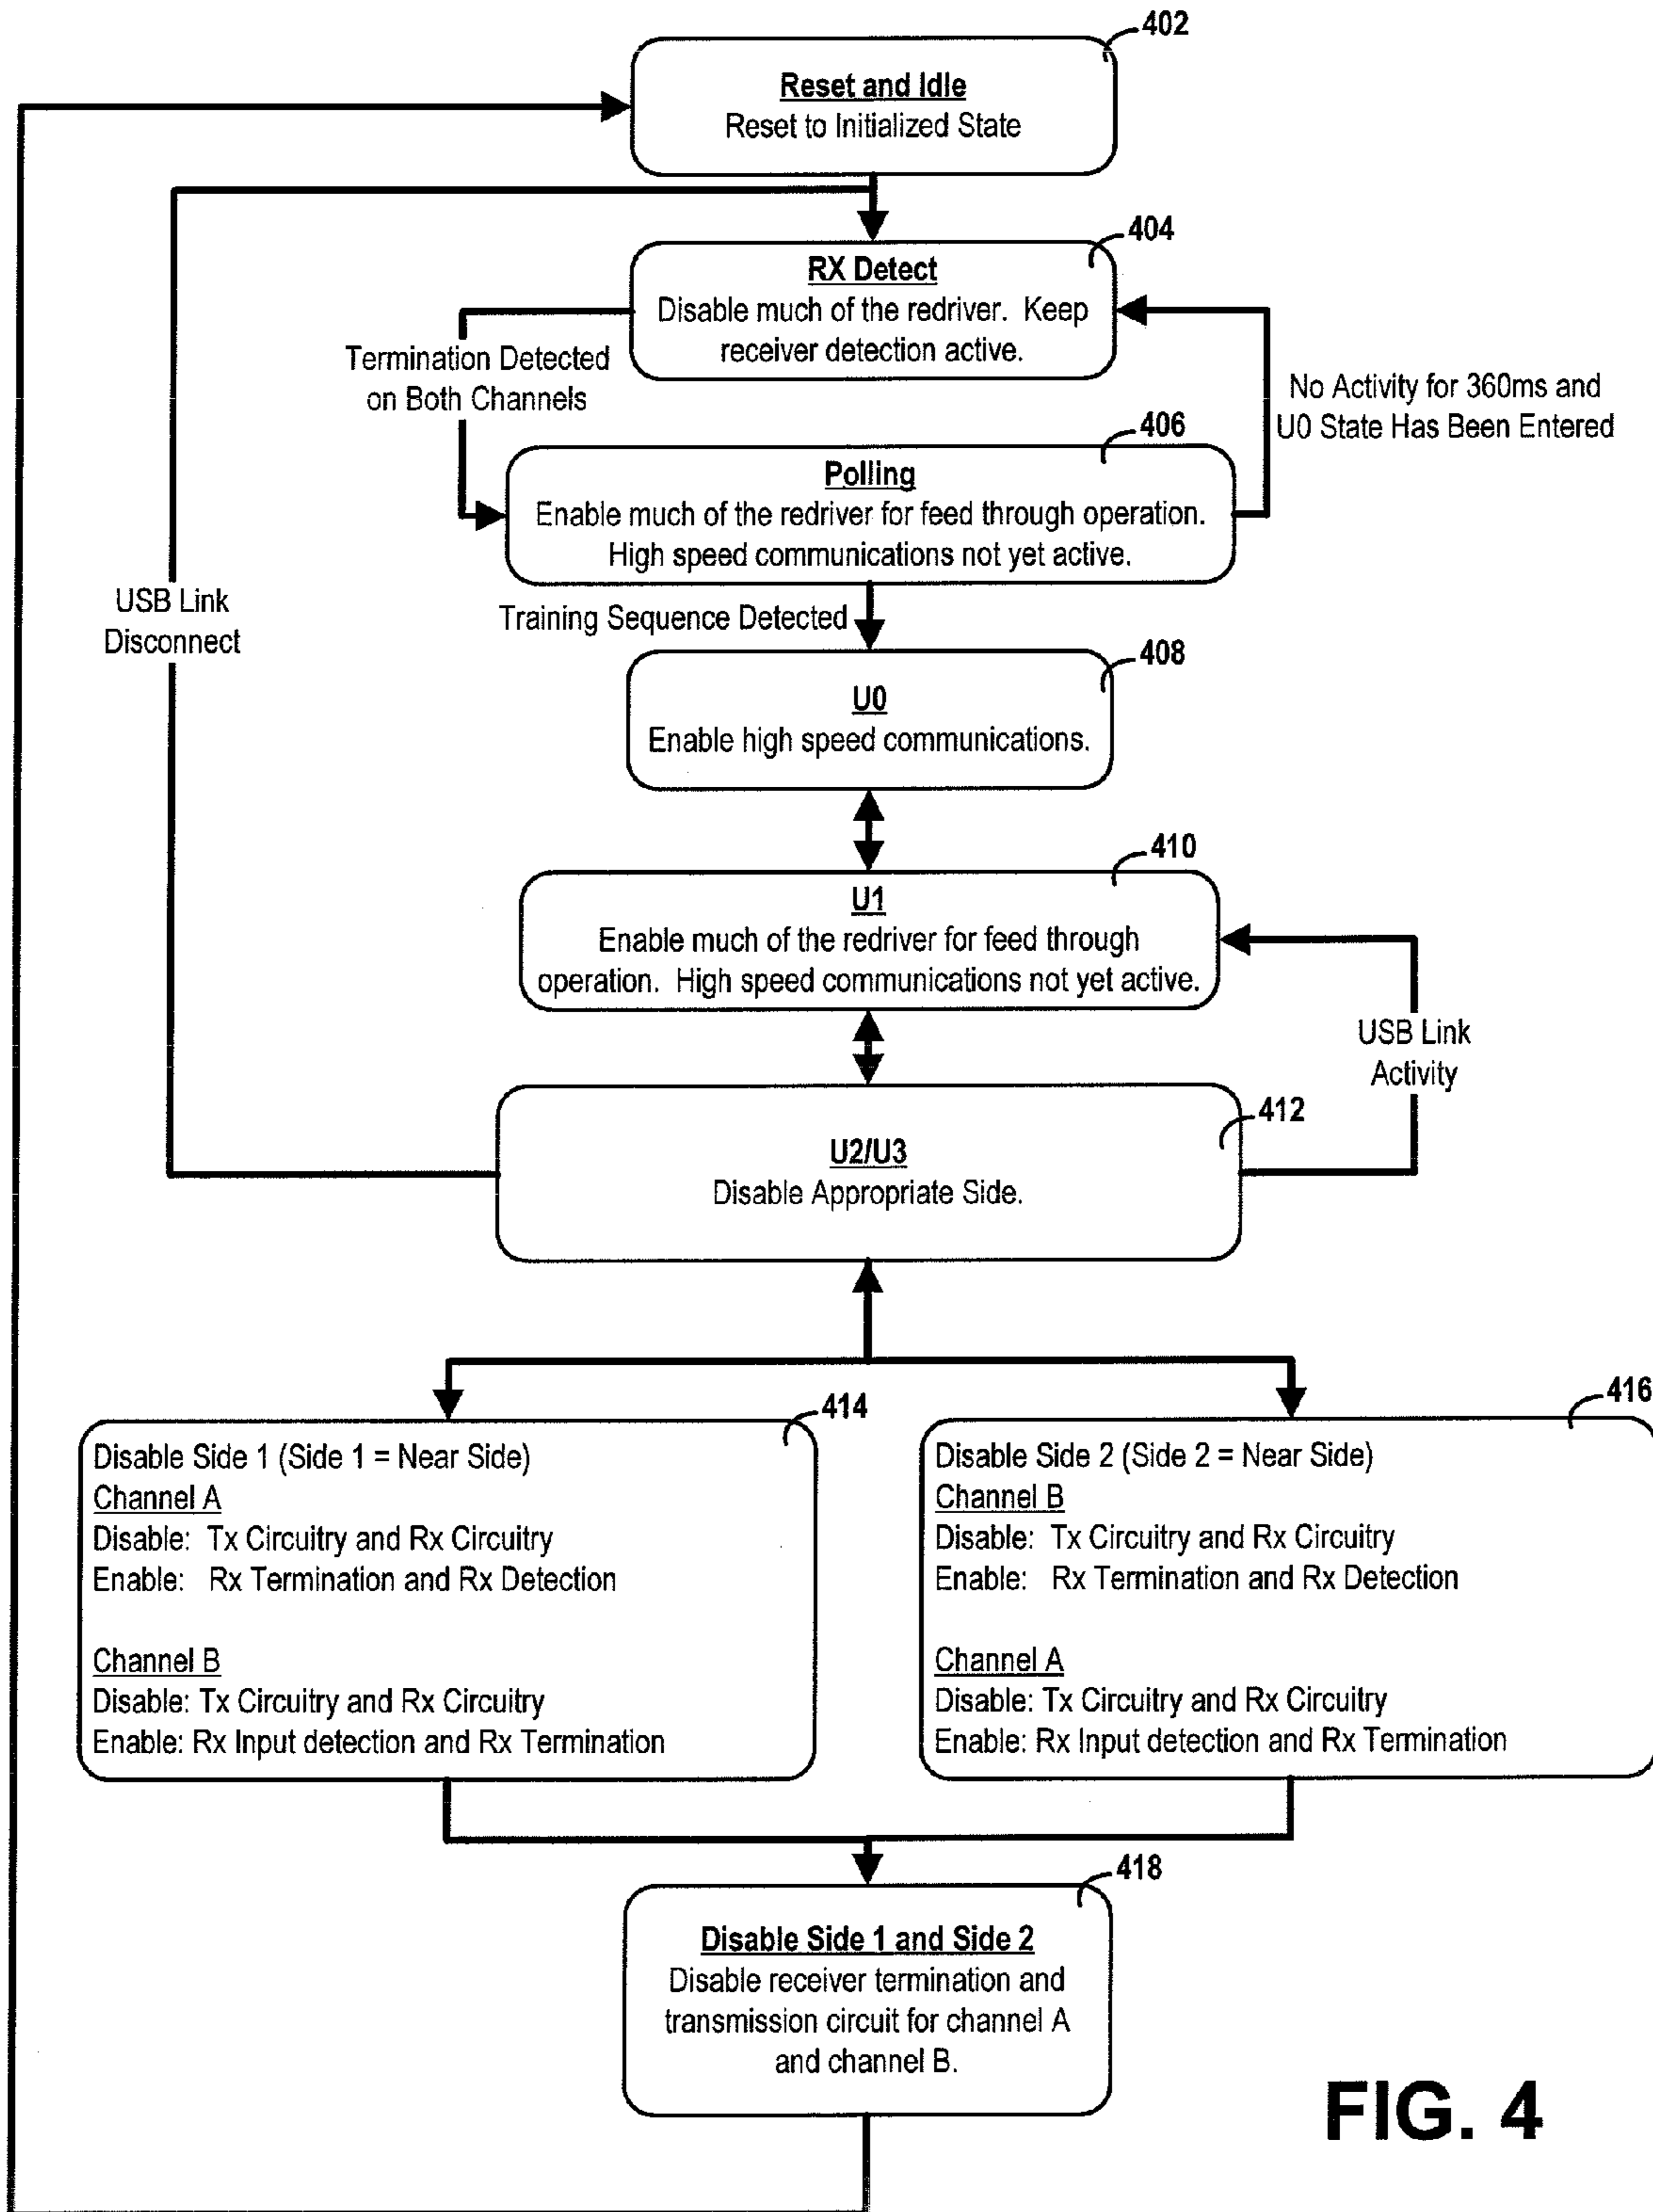 402
Reset and Idle
Reset to Initialized State
404
RX Detect
Disable much of the redriver. Keep
receiver detection active.
Termination Detected
on Both Channels
No Activity for 360ms and
U0 State Has Been Entered
406
Polling
Enable much of the redriver for feed through operation.
High speed communications not yet active.
USB Link
Disconnect
Training Sequence Detected
408
U0
Enable high speed communications.
410
U1
Enable much of the redriver for feed through
operation. High speed communications not yet active.
USB Link
Activity
412
U2/U3
Disable Appropriate Side.
414
Disable Side 1 (Side 1 = Near Side)
Channel A
Disable: Tx Circuitry and Rx Circuitry
Enable: Rx Termination and Rx Detection
Channel B
Disable: Tx Circuitry and Rx Circuitry
Enable: Rx Input detection and Rx Termination
416
Disable Side 2 (Side 2 = Near Side)
Channel B
Disable: Tx Circuitry and Rx Circuitry
Enable: Rx Termination and Rx Detection
Channel A
Disable: Tx Circuitry and Rx Circuitry
Enable: Rx Input detection and Rx Termination
418
Disable Side 1 and Side 2
Disable receiver termination and
transmission circuit for channel A
and channel B.
FIG. 4